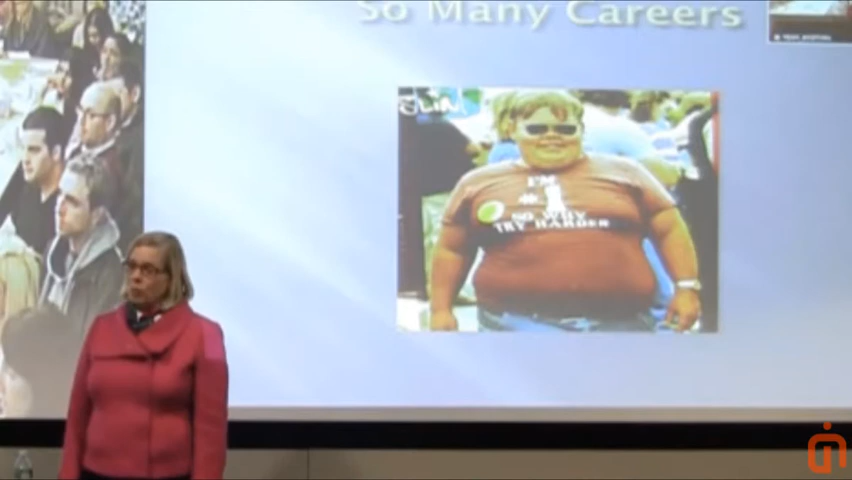 So Many Careers
I'M
#1
SO WHY
TRY HARDER